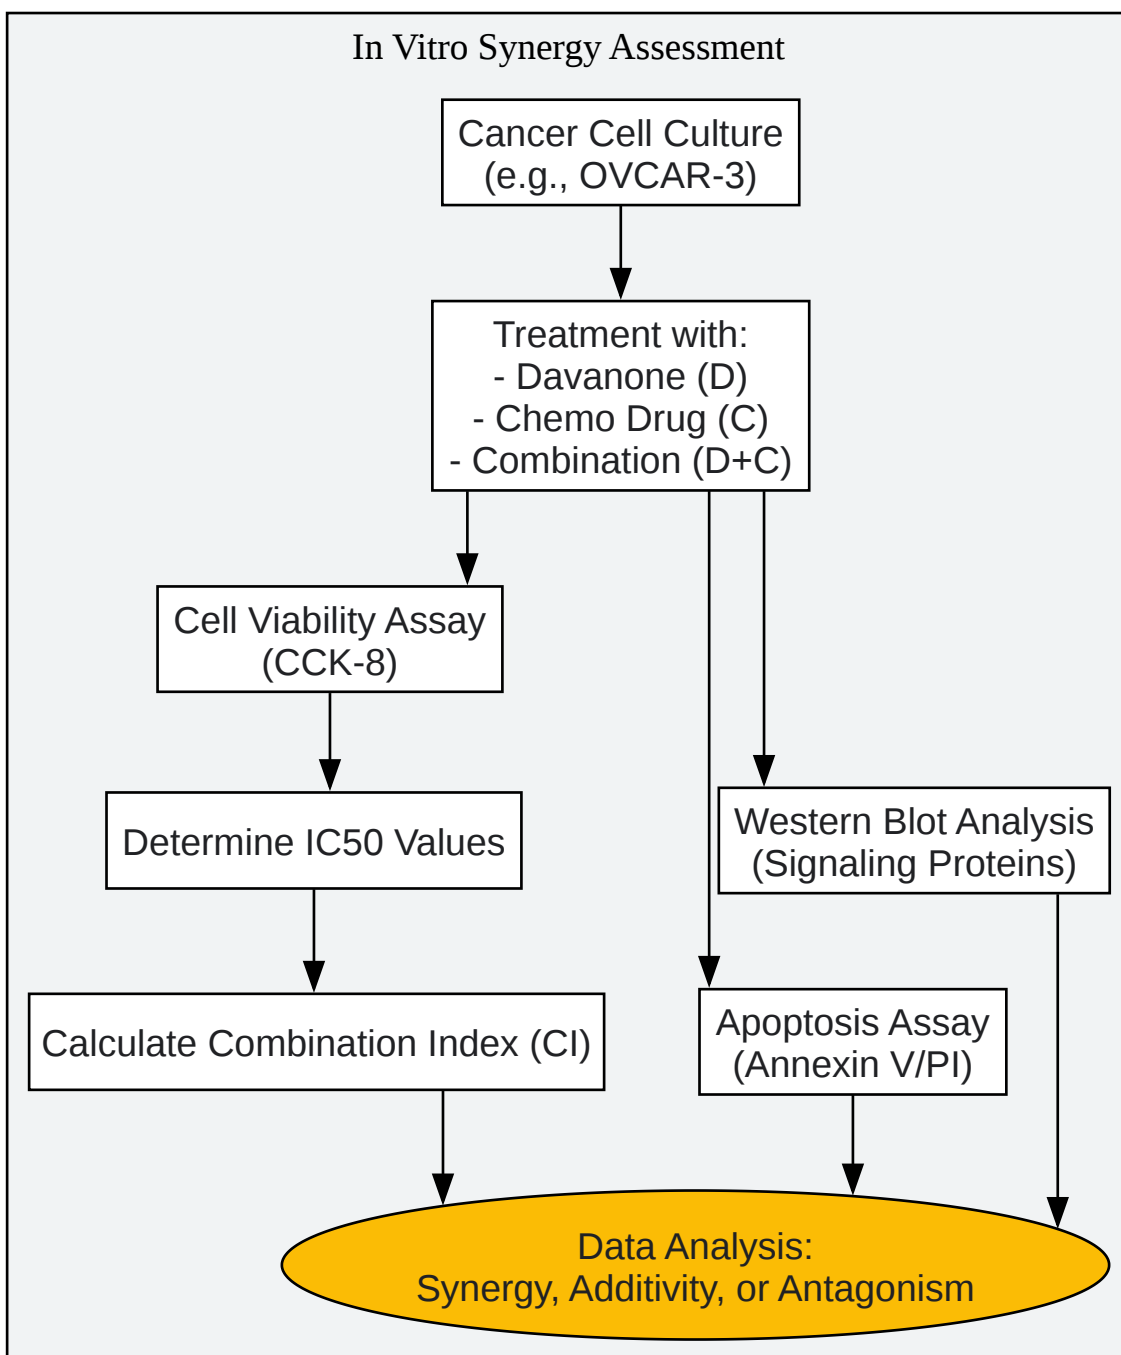 In Vitro Synergy Assessment
Cancer Cell Culture
(e.g., OVCAR-3)
Treatment with:
- Davanone (D)
- Chemo Drug (C)
- Combination (D+C)
Cell Viability Assay
(CCK-8)
Determine IC50 Values
Western Blot Analysis
(Signaling Proteins)
Calculate Combination Index (CI)
Apoptosis Assay
(Annexin V/PI)
Data Analysis:
Synergy, Additivity, or Antagonism